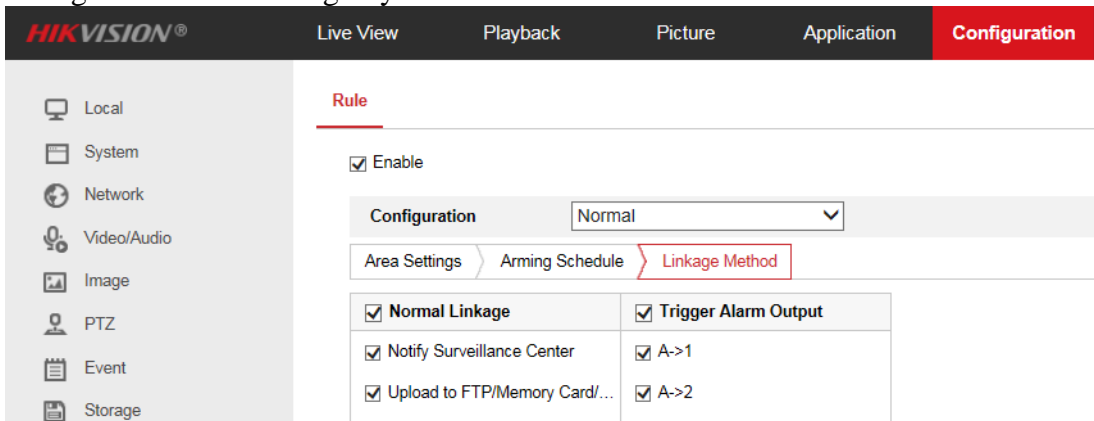 HIKVISION®
Live View Playback Picture Application Configuration
Local
System
Network
Video/Audio
Image
PTZ
Event
Storage
Rule
Enable
Configuration Normal
Area Settings Arming Schedule Linkage Method
Normal Linkage Trigger Alarm Output
Notify Surveillance Center A->1
Upload to FTP/Memory Card/... A->2